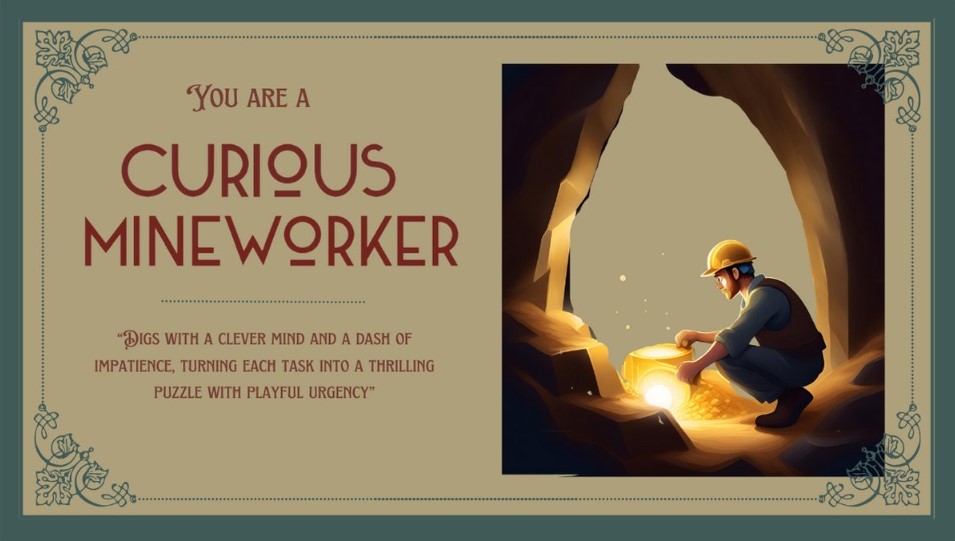 You are a
CURIOUS
MINEWORKER
“Digs with a clever mind and a dash of
impatience, turning each task into a thrilling
puzzle with playful urgency”